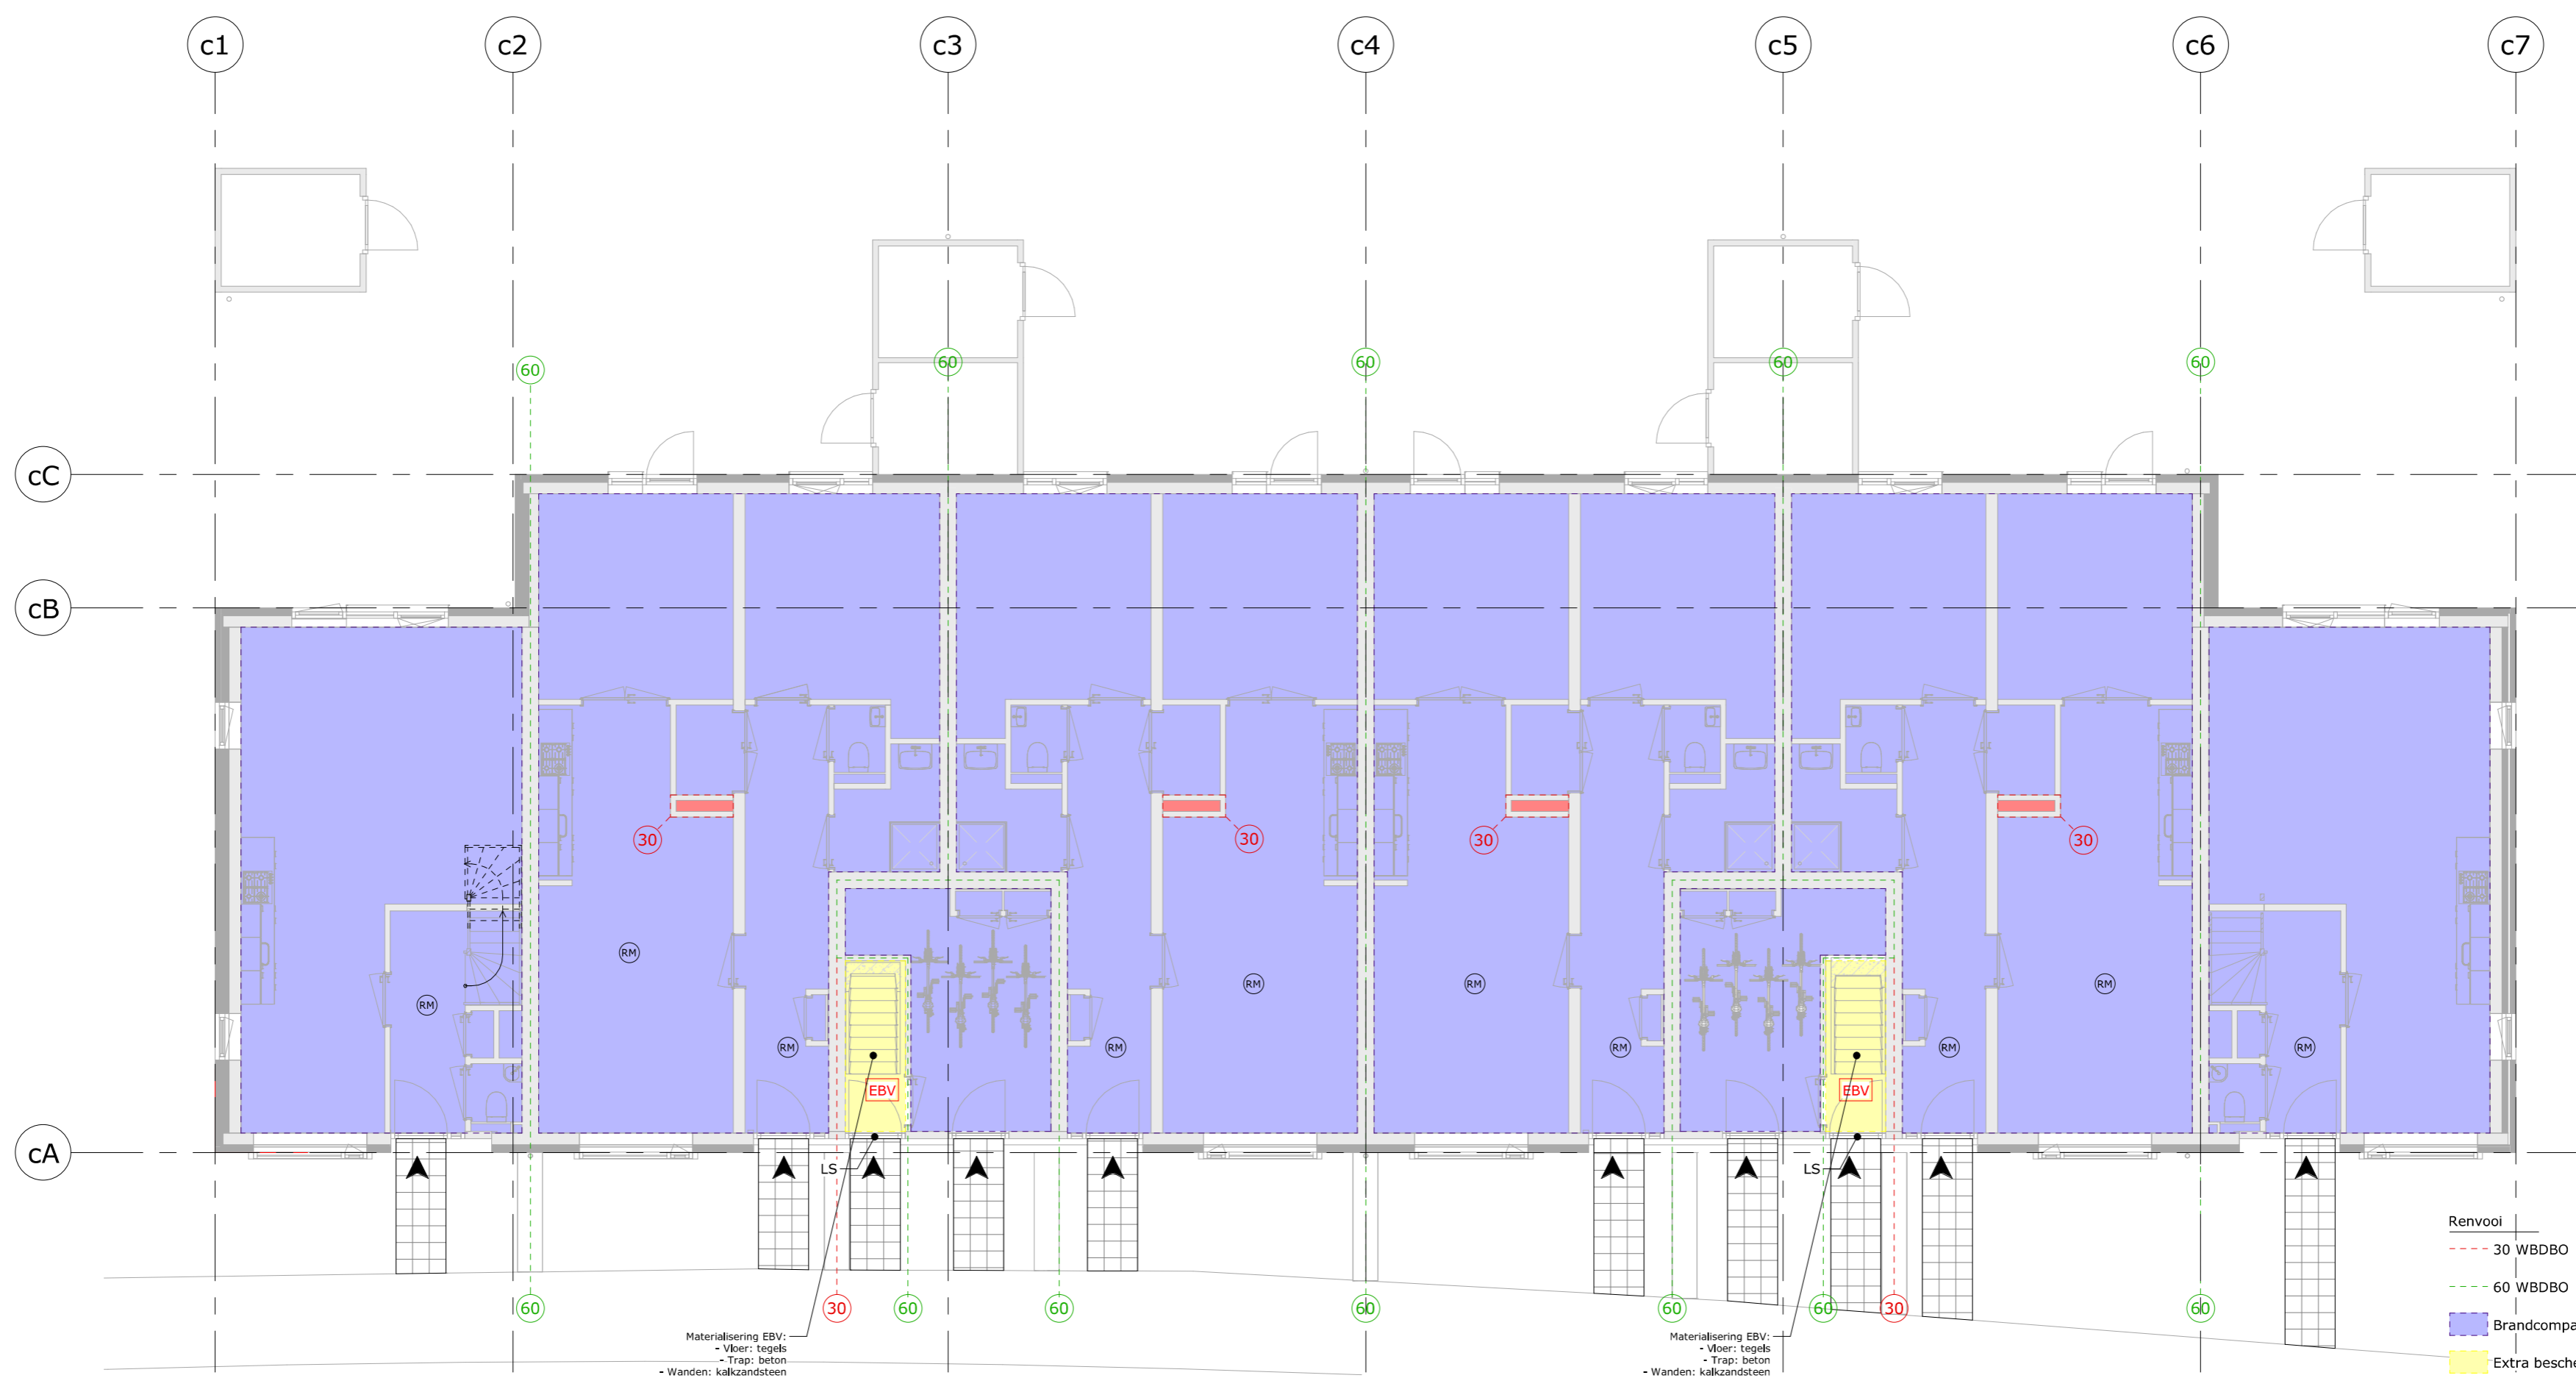 c1 c2 c3 c4 c5 c6 c7
60 60 60 60 60
cC
cB
30 30 30 30
RM RM RM RM
RM RM RM RM RM RM
EBV EBV
cA
LS LS
Renvooi
30 WBDBO
60 WBDBO
60 30 60 60 60 60 60 30 60
Brandcompa
Materialisering EBV:
- Vloer: tegels
- Trap: beton
- Wanden: kalkzandsteen
Materialisering EBV:
- Vloer: tegels
- Trap: beton
- Wanden: kalkzandsteen
Extra besche